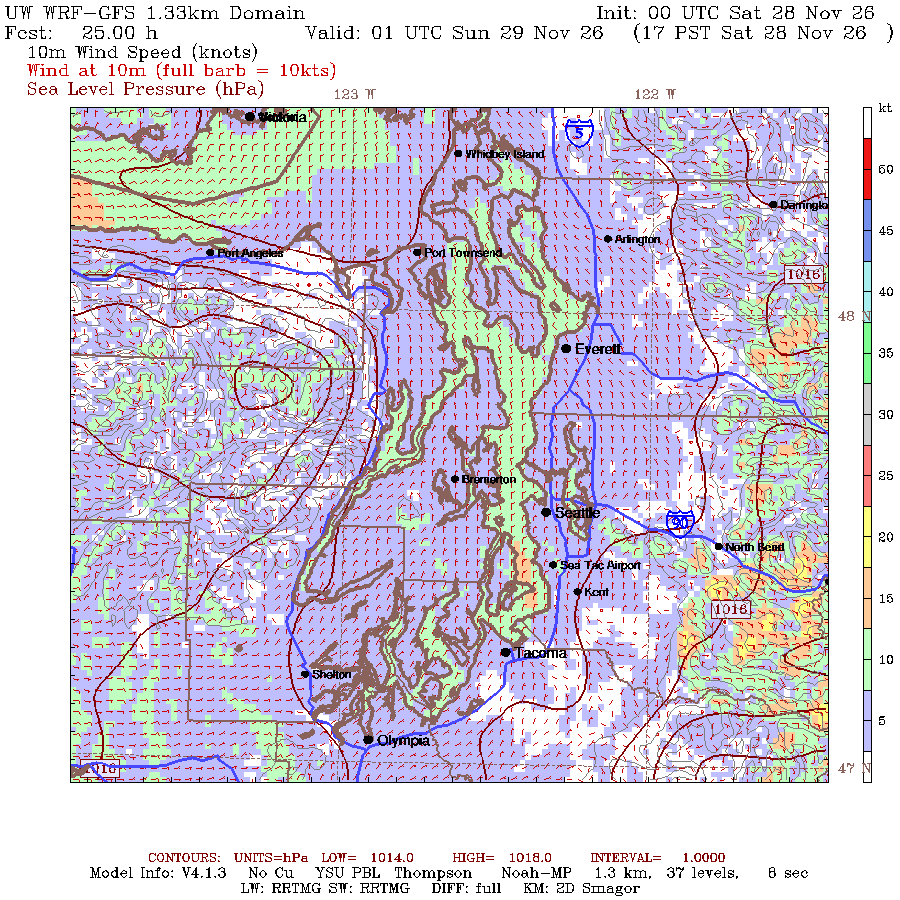 UW WRF-GFS 1.33km Domain Init: 00 UTC Sat 28 Nov 26
Fcst: 25.00 h Valid: 01 UTC Sun 29 Nov 26 (17 PST Sat 28 Nov 26 )
10m Wind Speed (knots)
Wind at 10m (full barb = 10kts)
Sea Level Pressure (hPa)
123 W 122 W
kt
Victoria
5
Whidbey Island
60
50
Darringto
45
Arlington
Port Angeles
Port Townsend
1016
40
48 N
Everett
35
30
Bremerton
25
Seattle
90
20
North Bend
Sea Tac Airport
Kent
15
1016
Tacoma
10
Shelton
5
Olympia
1016
47 N
CONTOURS: UNITS=hPa LOW= 1014.0 HIGH= 1018.0 INTERVAL= 1.0000
Model Info: V4.1.3 No Cu YSU PBL Thompson Noah-MP 1.3 km, 37 levels, 8 sec
LW: RRTMG SW: RRTMG DIFF: full KM: 2D Smagor